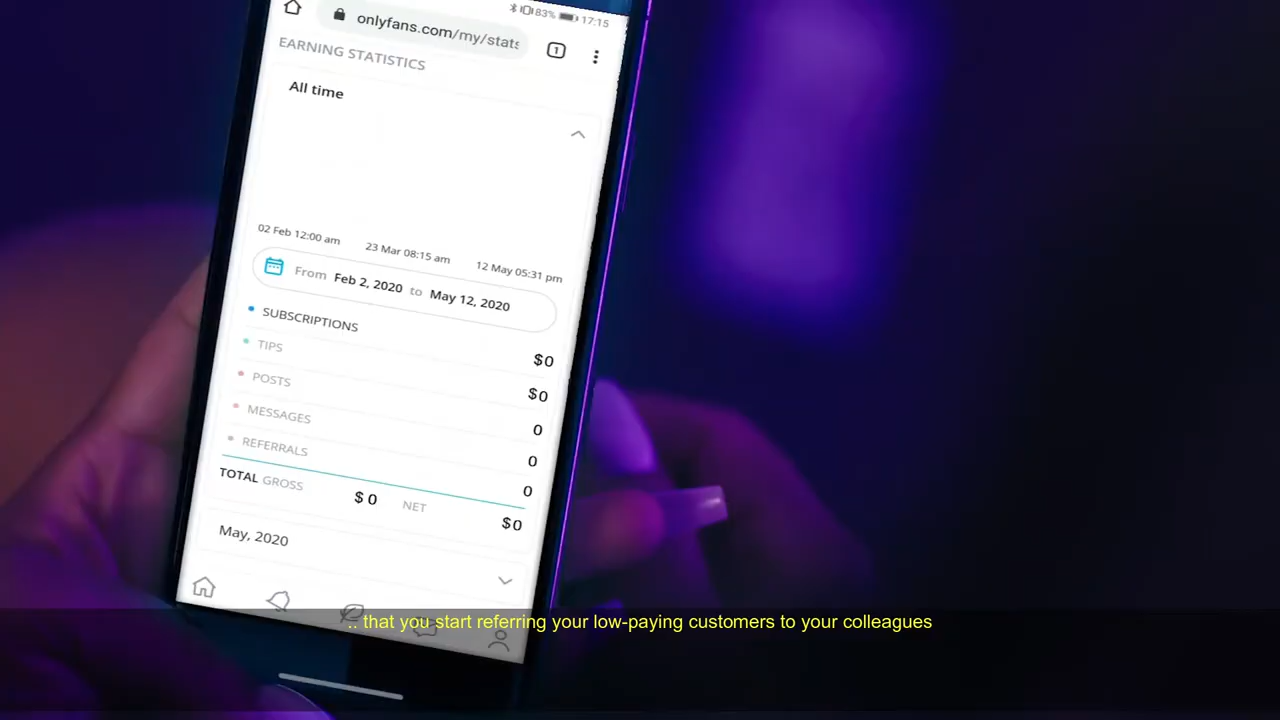 83% 17:15
onlyfans.com/my/stats
1
EARNING STATISTICS
All time
02 Feb 12:00 am 23 Mar 08:15 am 12 May 05:31 pm
From Feb 2, 2020 to May 12, 2020
SUBSCRIPTIONS $0
TIPS $0
POSTS 0
MESSAGES 0
REFERRALS 0
TOTAL GROSS $0 NET $0
May, 2020
.. that you start referring your low-paying customers to your colleagues